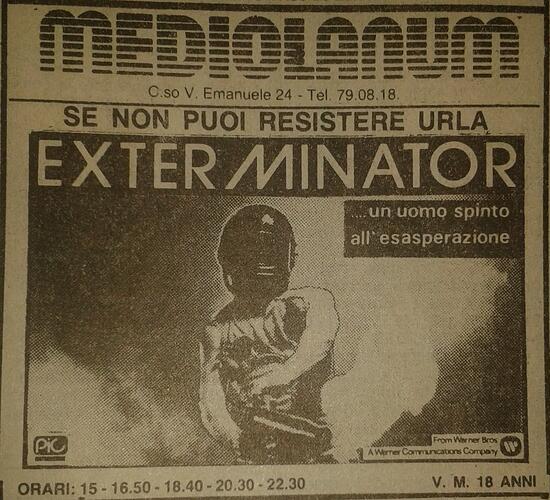 MEDIOLANUM
C.so V. Emanuele 24 - Tel. 79.08.18.
SE NON PUOI RESISTERE URLA
EXTERMINATOR
...un uomo spinto
all'esasperazione
PIC
From Warner Bros
A Warner Communications Company
ORARI: 15 - 16.50 - 18.40 - 20.30 - 22.30
V. M. 18 ANNI